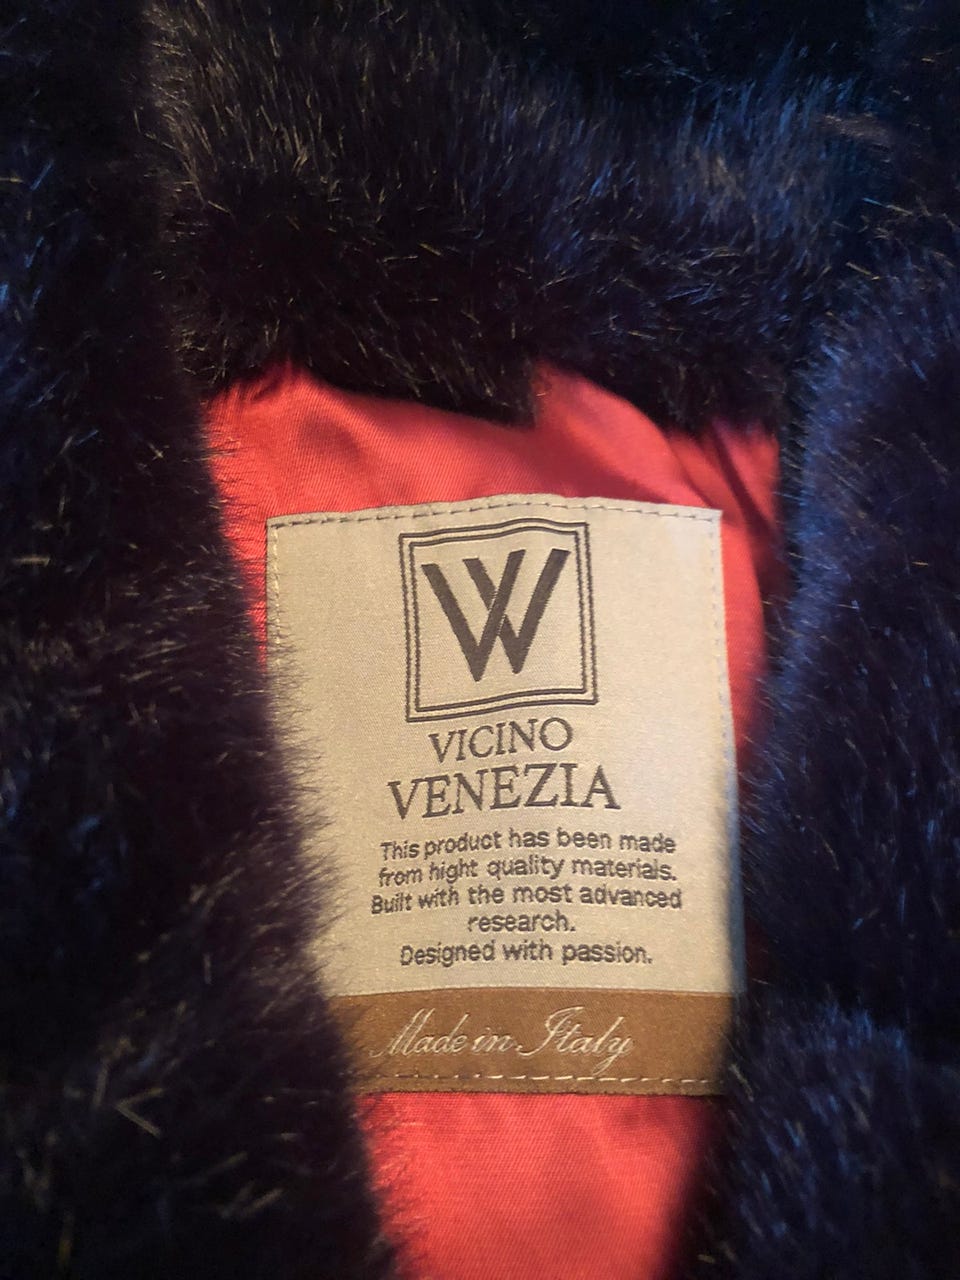 VV
VICINO
VENEZIA
This product has been made
from hight quality materials.
Built with the most advanced
research.
Designed with passion.
Made in Italy